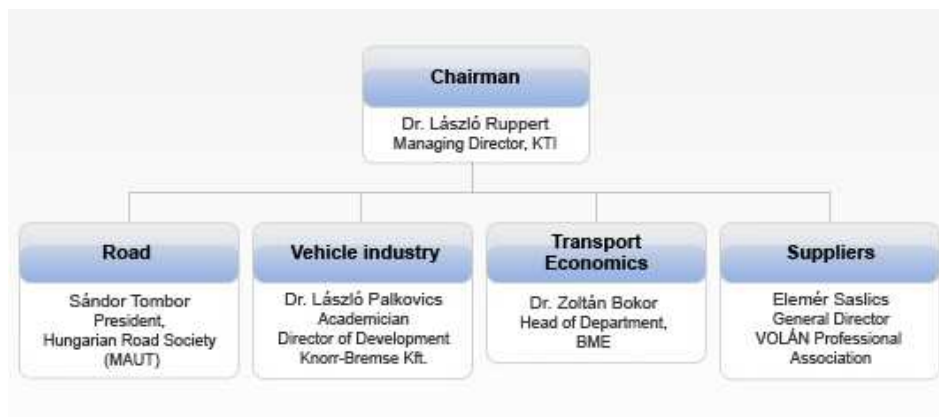 Chairman
Dr. László Ruppert
Managing Director, KTI
Road
Sándor Tombor
President,
Hungarian Road Society
(MAUT)
Vehicle industry
Dr. László Palkovics
Academician
Director of Development
Knorr-Bremse Kft.
Transport
Economics
Dr. Zoltán Bokor
Head of Department,
BME
Suppliers
Elemér Saslics
General Director
VOLÁN Professional
Association